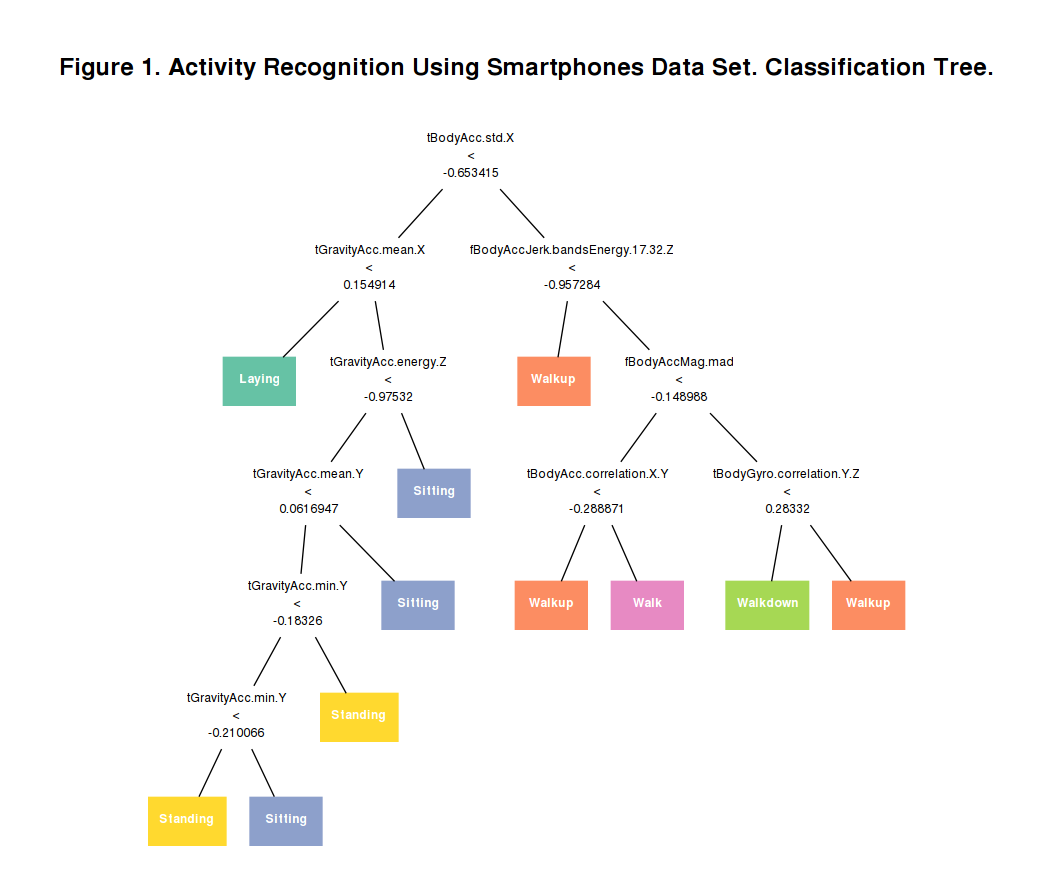 Figure 1. Activity Recognition Using Smartphones Data Set. Classification Tree.
tBodyAcc.std.X
<
-0.653415
tGravityAcc.mean.X
<
0.154914
fBodyAccJerk.bandsEnergy.17.32.Z
<
-0.957284
Laying
tGravityAcc.energy.Z
<
-0.97532
Walkup
fBodyAccMag.mad
<
-0.148988
tGravityAcc.mean.Y
<
0.0616947
Sitting
tBodyAcc.correlation.X.Y
<
-0.288871
tBodyGyro.correlation.Y.Z
<
0.28332
tGravityAcc.min.Y
<
-0.18326
Sitting
Walkup
Walk
Walkdown
Walkup
tGravityAcc.min.Y
<
-0.210066
Standing
Standing
Sitting